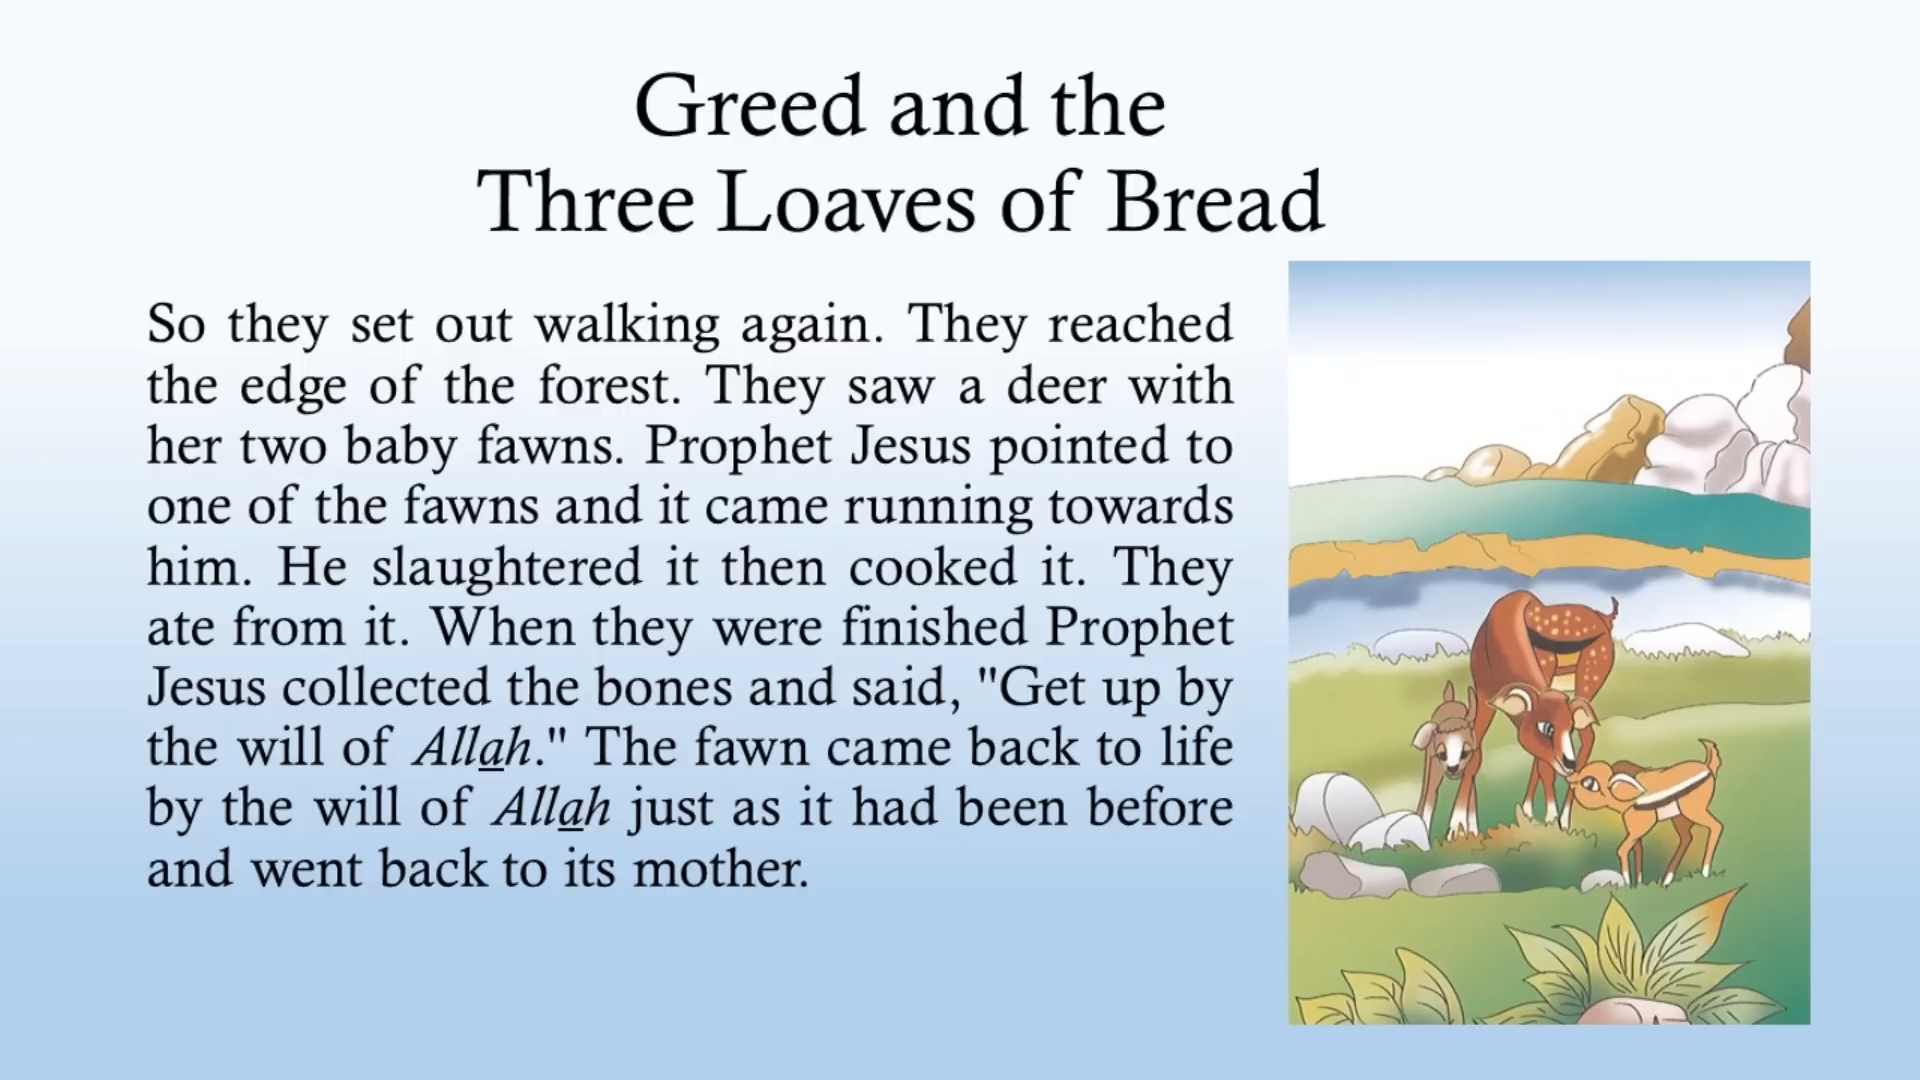 Greed and the
Three Loaves of Bread
So they set out walking again. They reached
the edge of the forest. They saw a deer with
her two baby fawns. Prophet Jesus pointed to
one of the fawns and it came running towards
him. He slaughtered it then cooked it. They
ate from it. When they were finished Prophet
Jesus collected the bones and said, "Get up by
the will of Allah." The fawn came back to life
by the will of Allah just as it had been before
and went back to its mother.